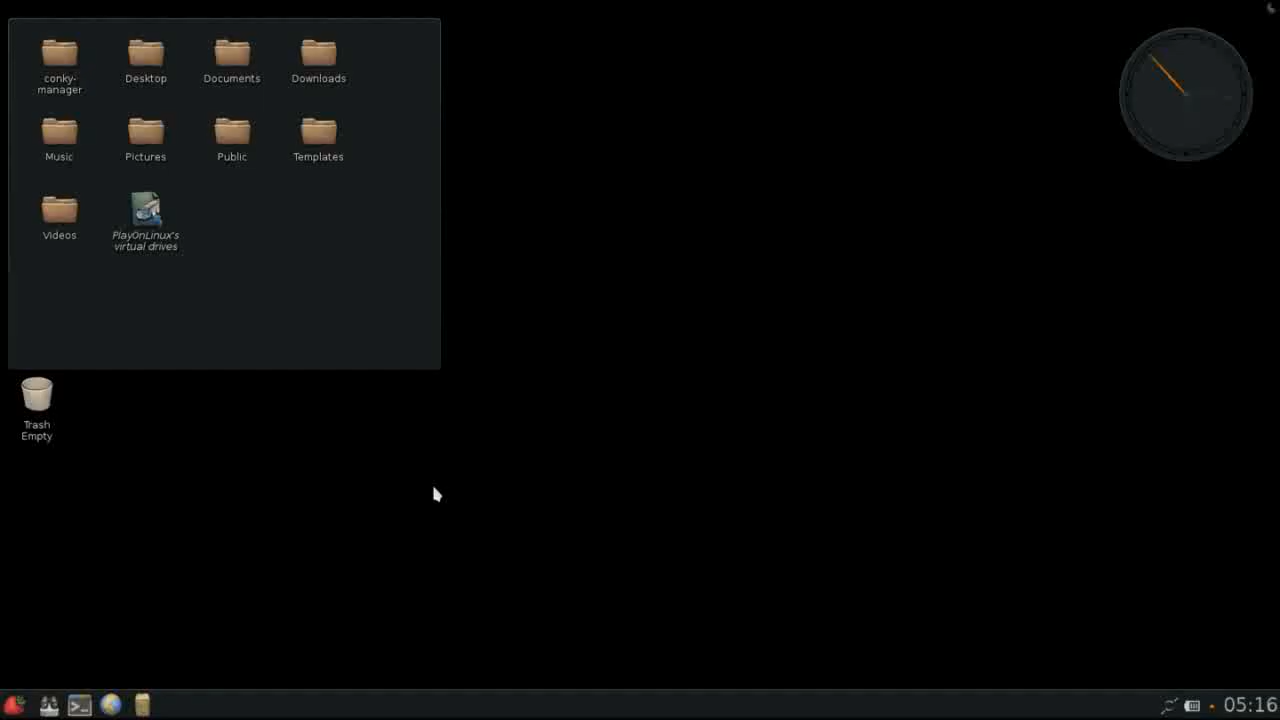 conky-
manager
Desktop
Documents
Downloads
Music
Pictures
Public
Templates
Videos
PlayOnLinux's
virtual drives
Trash
Empty
>_
05:16